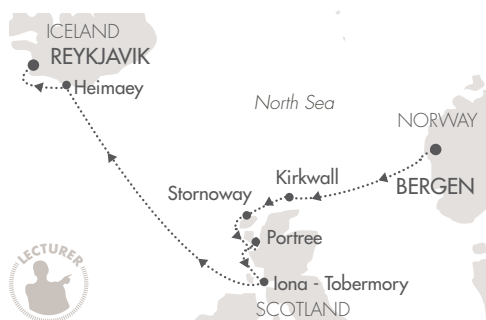 ICELAND
REYKJAVIK
Heimaey
North Sea
NORWAY
BERGEN
Kirkwall
Stornoway
Portree
Iona - Tobermory
SCOTLAND
LECTURER